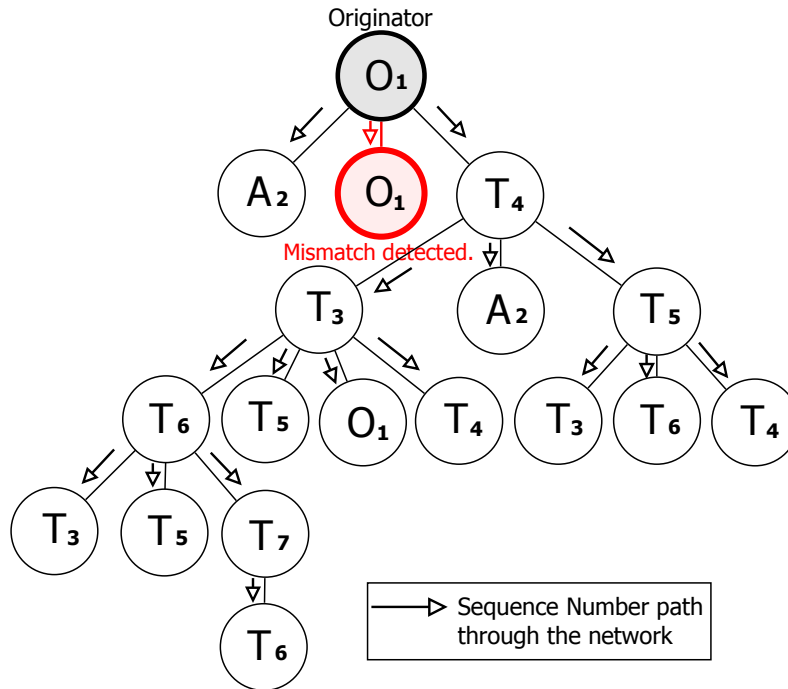 Originator
O1
A2 O1 T4
Mismatch detected.
T3 A2 T5
T6 T5 O1 T4 T3 T6 T4
T3 T5 T7
T6
Sequence Number path
through the network